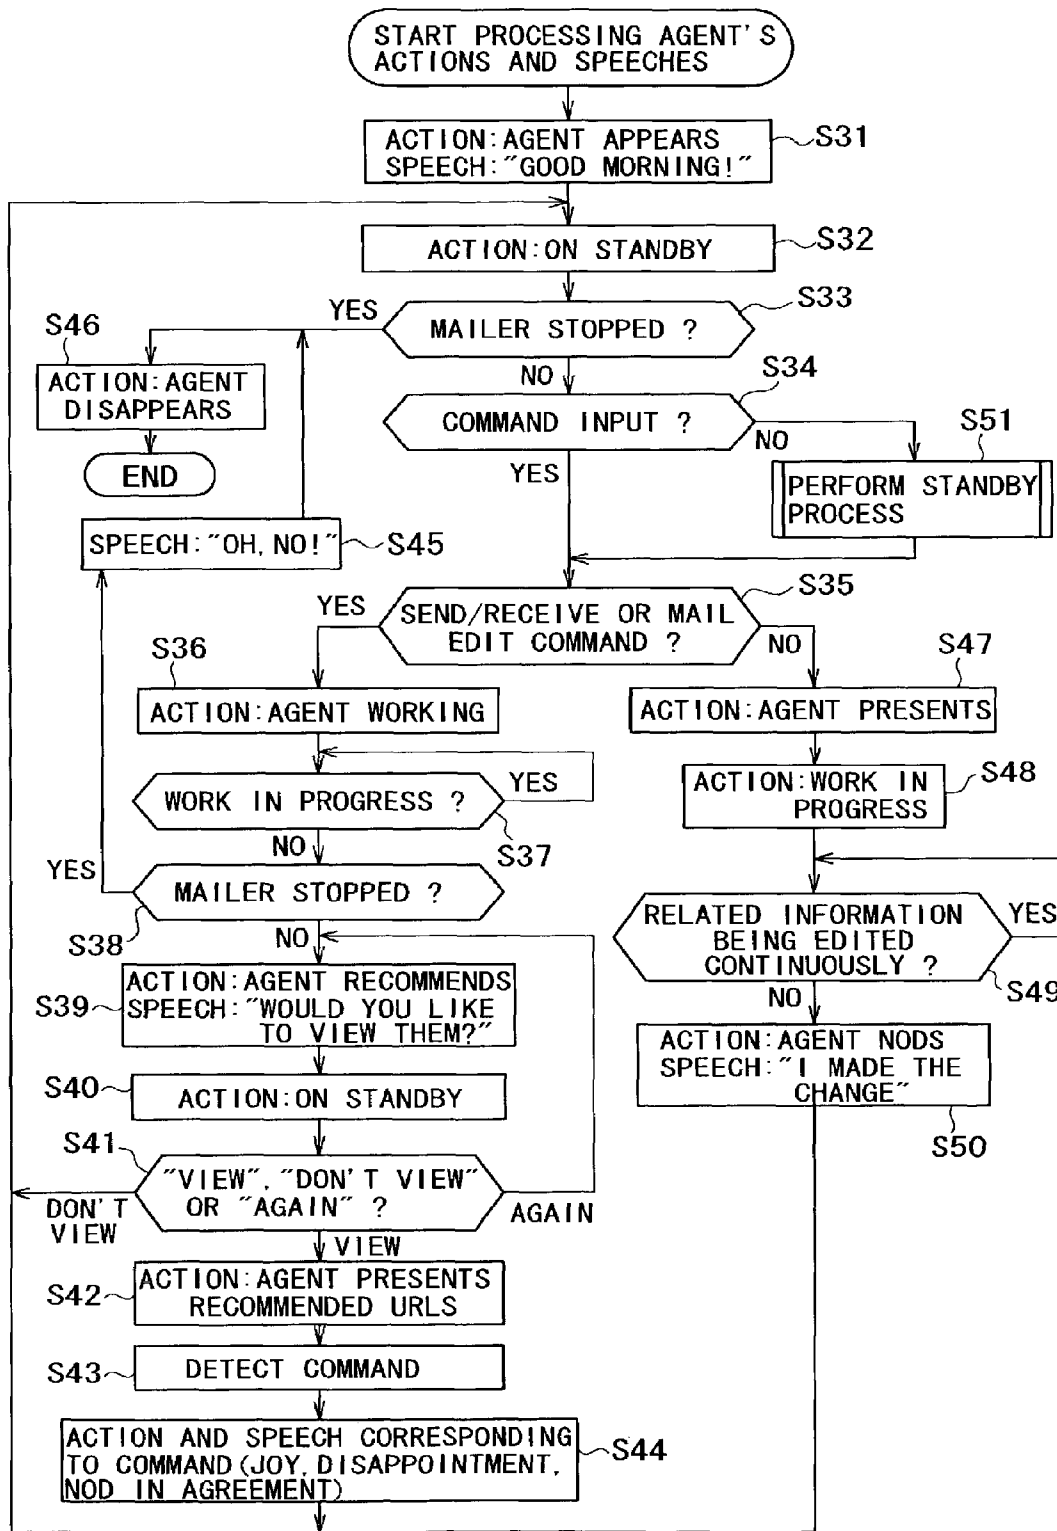 START PROCESSING AGENT'S
ACTIONS AND SPEECHES
ACTION:AGENT APPEARS
SPEECH:"GOOD MORNING!"
S31
ACTION:ON STANDBY
S32
MAILER STOPPED ?
S33
YES
NO
S46
ACTION:AGENT
DISAPPEARS
END
COMMAND INPUT ?
S34
NO
YES
S51
PERFORM STANDBY
PROCESS
SPEECH:"OH, NO!"
S45
SEND/RECEIVE OR MAIL
EDIT COMMAND ?
S35
YES
NO
S36
ACTION:AGENT WORKING
S47
ACTION:AGENT PRESENTS
WORK IN PROGRESS ?
YES
S37
NO
ACTION:WORK IN
PROGRESS
S48
YES
MAILER STOPPED ?
S38
NO
RELATED INFORMATION
BEING EDITED
CONTINUOUSLY ?
YES
S49
NO
ACTION:AGENT RECOMMENDS
SPEECH:"WOULD YOU LIKE
TO VIEW THEM?"
S39
ACTION:AGENT NODS
SPEECH:"I MADE THE
CHANGE"
S50
S40
ACTION:ON STANDBY
S41
"VIEW", "DON'T VIEW"
OR "AGAIN" ?
DON'T
VIEW
AGAIN
VIEW
ACTION:AGENT PRESENTS
RECOMMENDED URLS
S42
DETECT COMMAND
S43
ACTION AND SPEECH CORRESPONDING
TO COMMAND(JOY, DISAPPOINTMENT,
NOD IN AGREEMENT)
S44